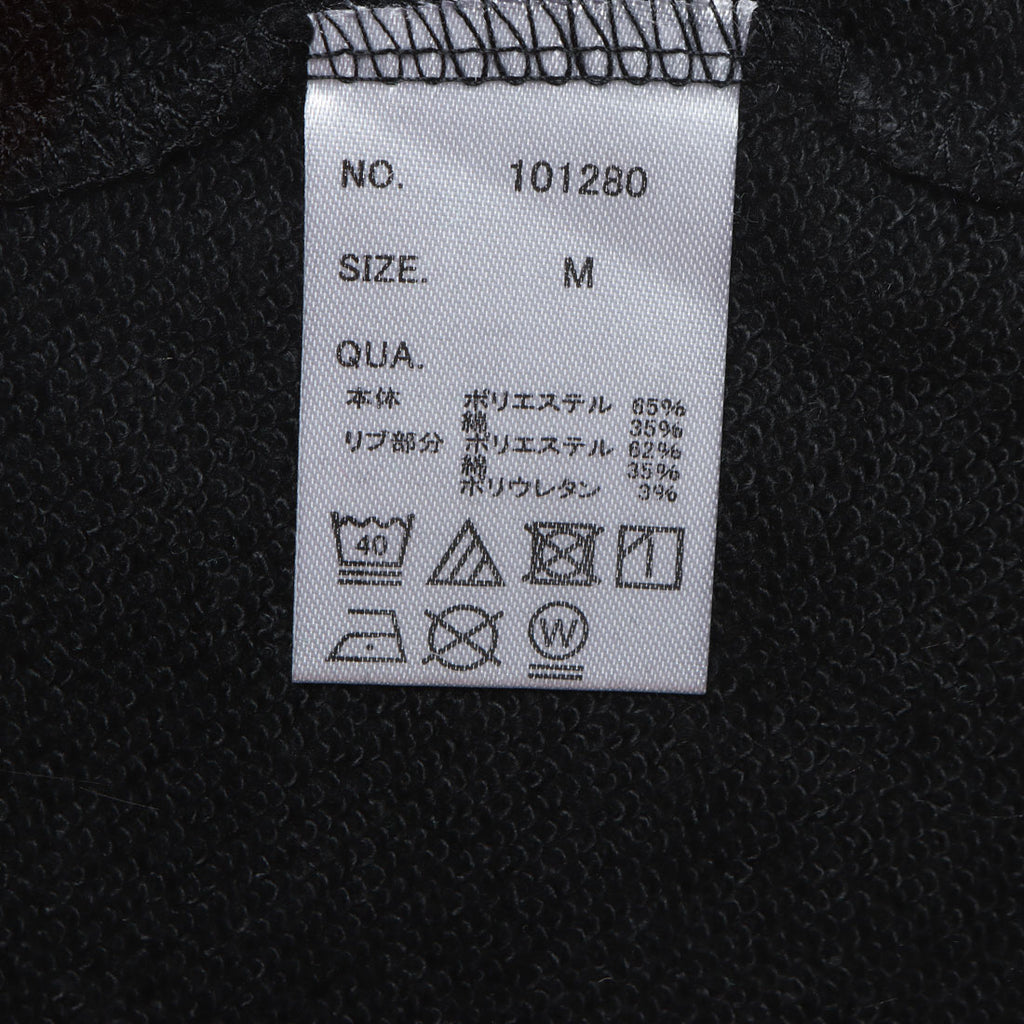 NO. 101280
SIZE. M
QUA.
本体 ポリエステル 65%
綿 35%
リブ部分 ポリエステル 62%
綿 35%
ポリウレタン 3%
40
W